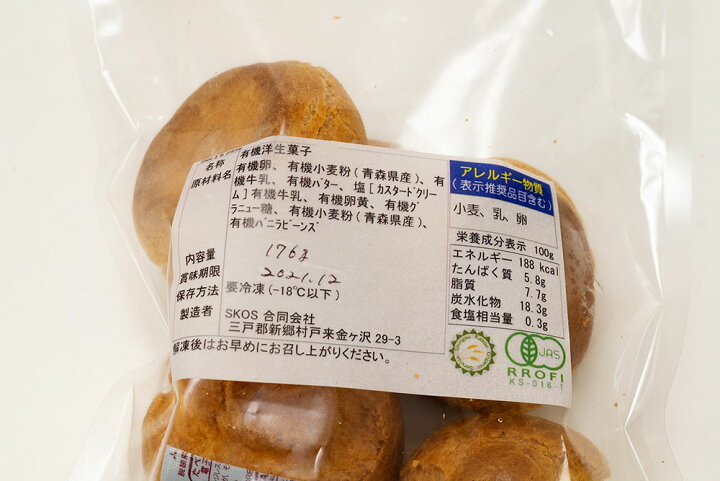 名称 有機洋生菓子
原材料名 有機卵、有機小麦粉(青森県産)、有
機牛乳、有機バター、塩[カスタードクリー
ム]有機牛乳、有機卵黄、有機グ
ラニュー糖、有機小麦粉(青森県産)、
有機バニラビーンズ
内容量 176g
賞味期限 2021.12
保存方法 要冷凍(-18℃以下)
製造者 SKOS 合同会社
三戸郡新郷村戸来金ヶ沢 29-3
解凍後はお早めにお召し上がりください。
アレルギー物質
(表示推奨品目含む)
小麦、乳、卵
栄養成分表示 100g
エネルギー 188 kcal
たんぱく質 5.8g
脂質 7.7g
炭水化物 18.3g
食塩相当量 0.3g
JAS
RROFI
KS-D16-1